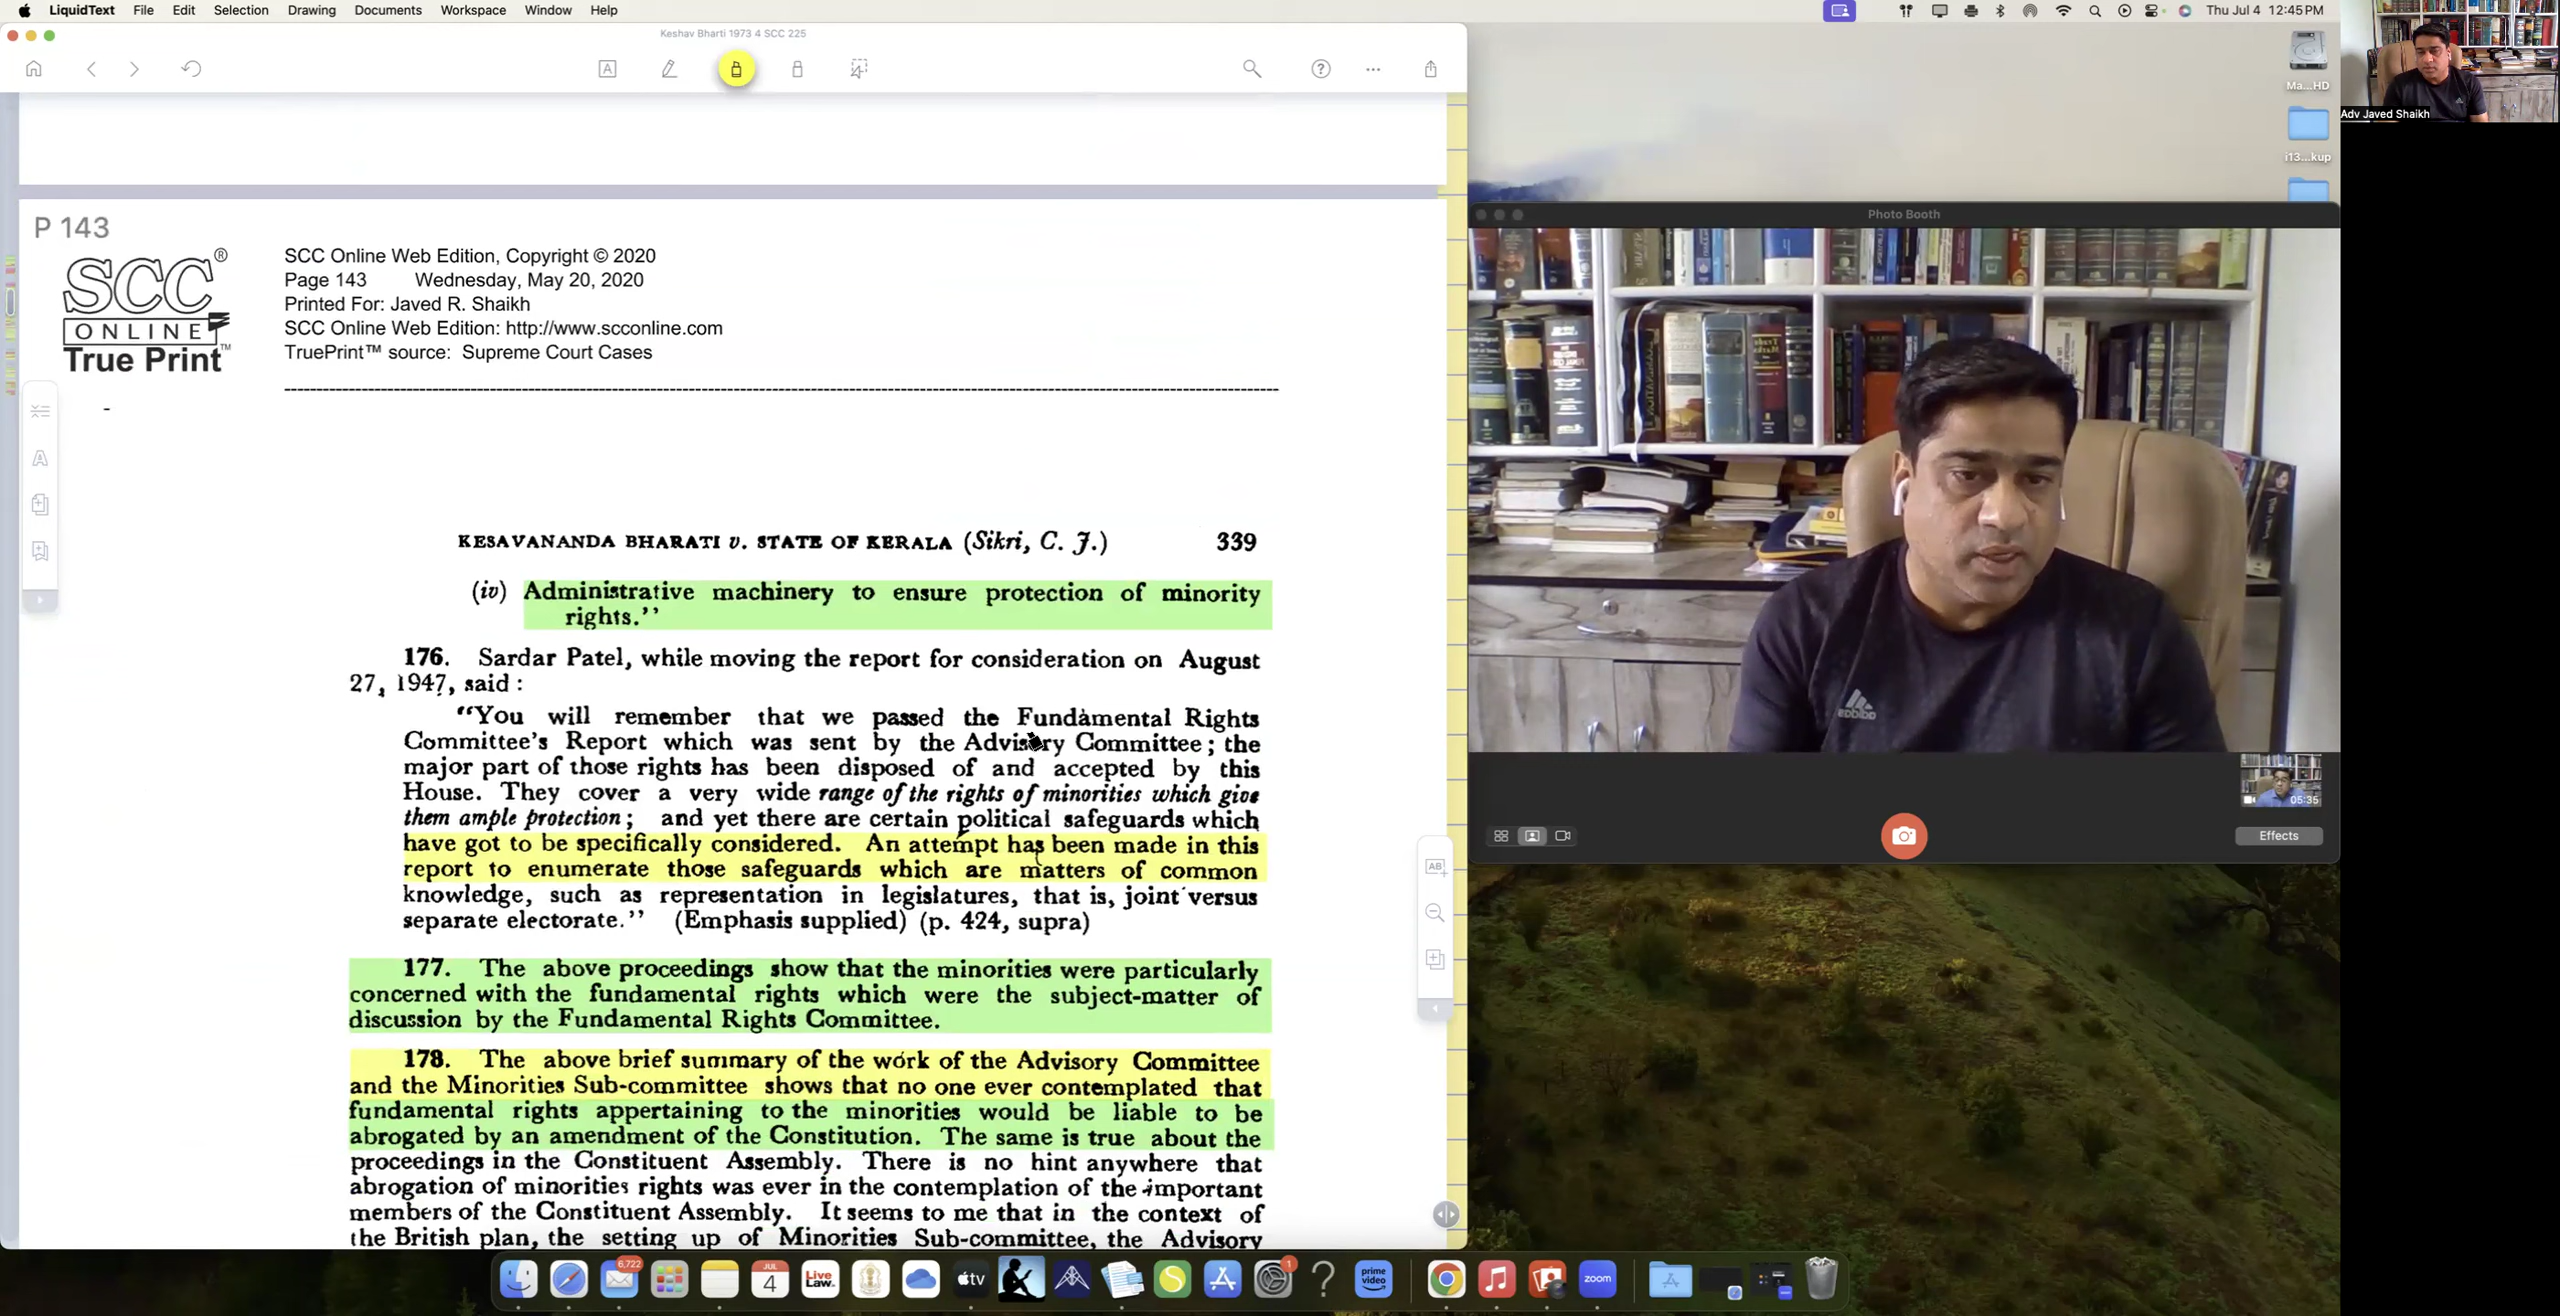 LiquidText File Edit Selection Drawing Documents Workspace Window Help
Thu Jul 4 12:45 PM
Keshav Bharti 1973 4 SCC 225
Ma...HD
i13...kup
Adv Javed Shaikh
Photo Booth
05:35
Effects
P 143
SCC®
ONLINE
True Print™
SCC Online Web Edition, Copyright © 2020
Page 143 Wednesday, May 20, 2020
Printed For: Javed R. Shaikh
SCC Online Web Edition: http://www.scconline.com
TruePrint™ source: Supreme Court Cases
KESAVANANDA BHARATI v. STATE OF KERALA (Sikri, C. J.) 339
(iv) Administrative machinery to ensure protection of minority
rights.”
176. Sardar Patel, while moving the report for consideration on August
27, 1947, said :
“You will remember that we passed the Fundamental Rights
Committee's Report which was sent by the Advisory Committee ; the
major part of those rights has been disposed of and accepted by this
House. They cover a very wide range of the rights of minorities which give
them ample protection ; and yet there are certain political safeguards which
have got to be specifically considered. An attempt has been made in this
report to enumerate those safeguards which are matters of common
knowledge, such as representation in legislatures, that is, joint versus
separate electorate.” (Emphasis supplied) (p. 424, supra)
177. The above proceedings show that the minorities were particularly
concerned with the fundamental rights which were the subject-matter of
discussion by the Fundamental Rights Committee.
178. The above brief summary of the work of the Advisory Committee
and the Minorities Sub-committee shows that no one ever contemplated that
fundamental rights appertaining to the minorities would be liable to be
abrogated by an amendment of the Constitution. The same is true about the
proceedings in the Constituent Assembly. There is no hint anywhere that
abrogation of minorities rights was ever in the contemplation of the important
members of the Constituent Assembly. It seems to me that in the context of
the British plan, the setting up of Minorities Sub-committee, the Advisory
6,722
JUL
4
Live
Law.
tv
1
prime
video
zoom